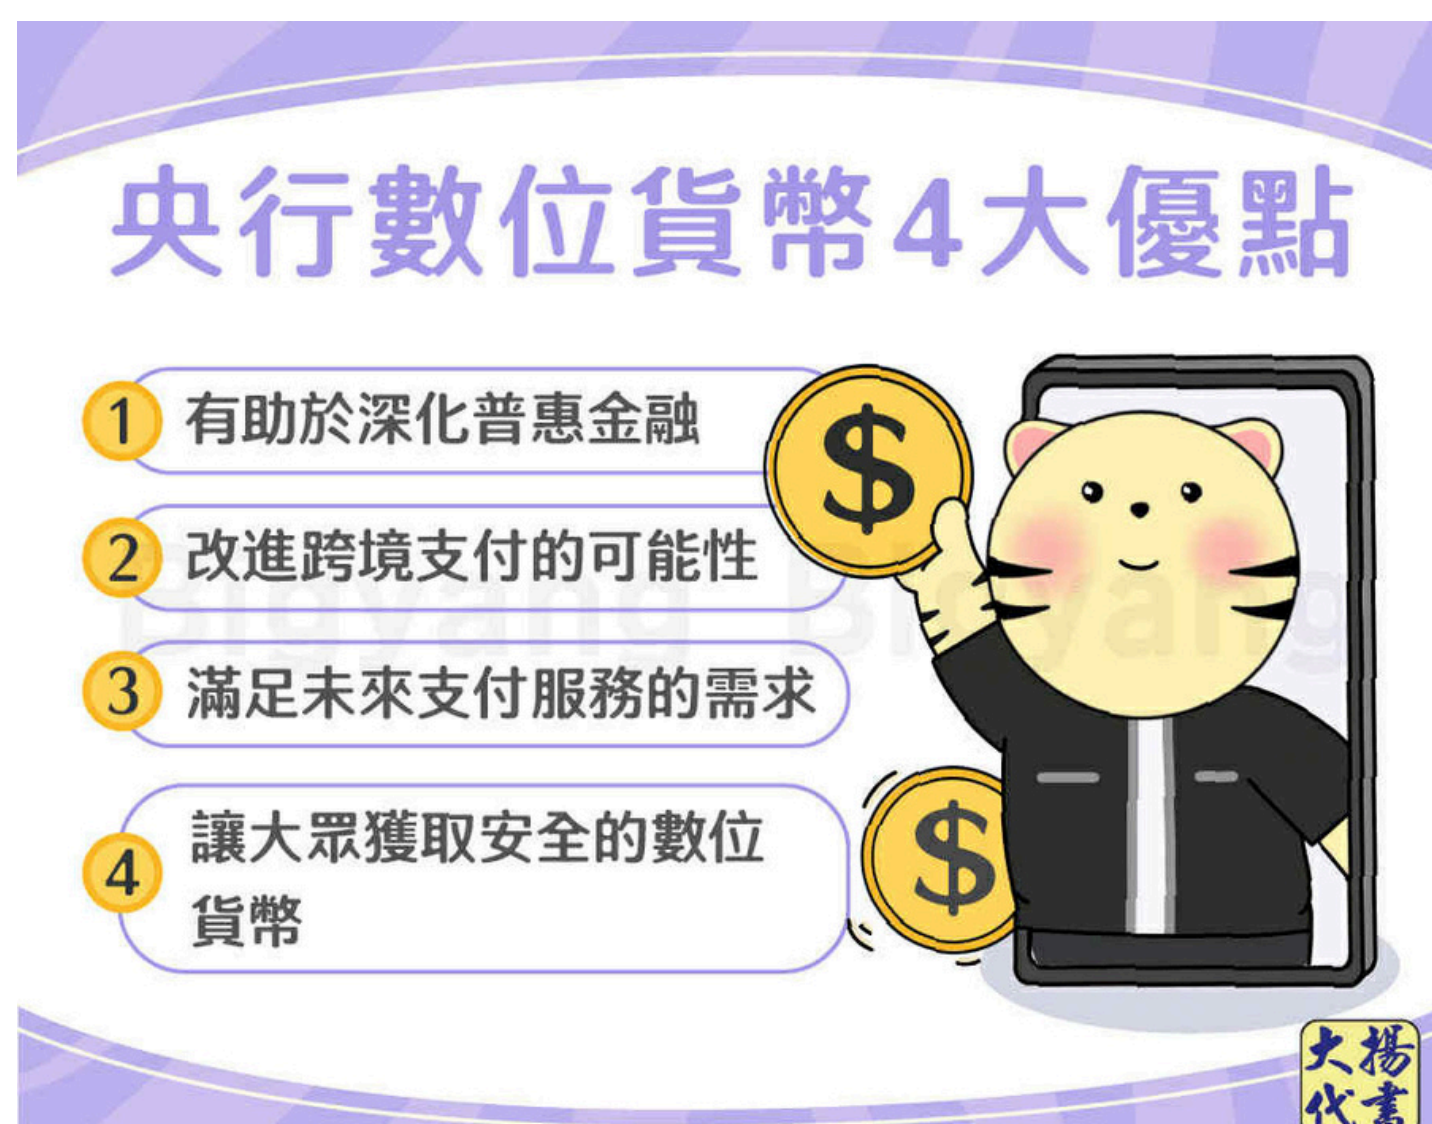 央行數位貨幣4大優點
1 有助於深化普惠金融
$
2 改進跨境支付的可能性
Bigyang Bigyang
3 滿足未來支付服務的需求
4 讓大眾獲取安全的數位
貨幣
$
大揚
代書